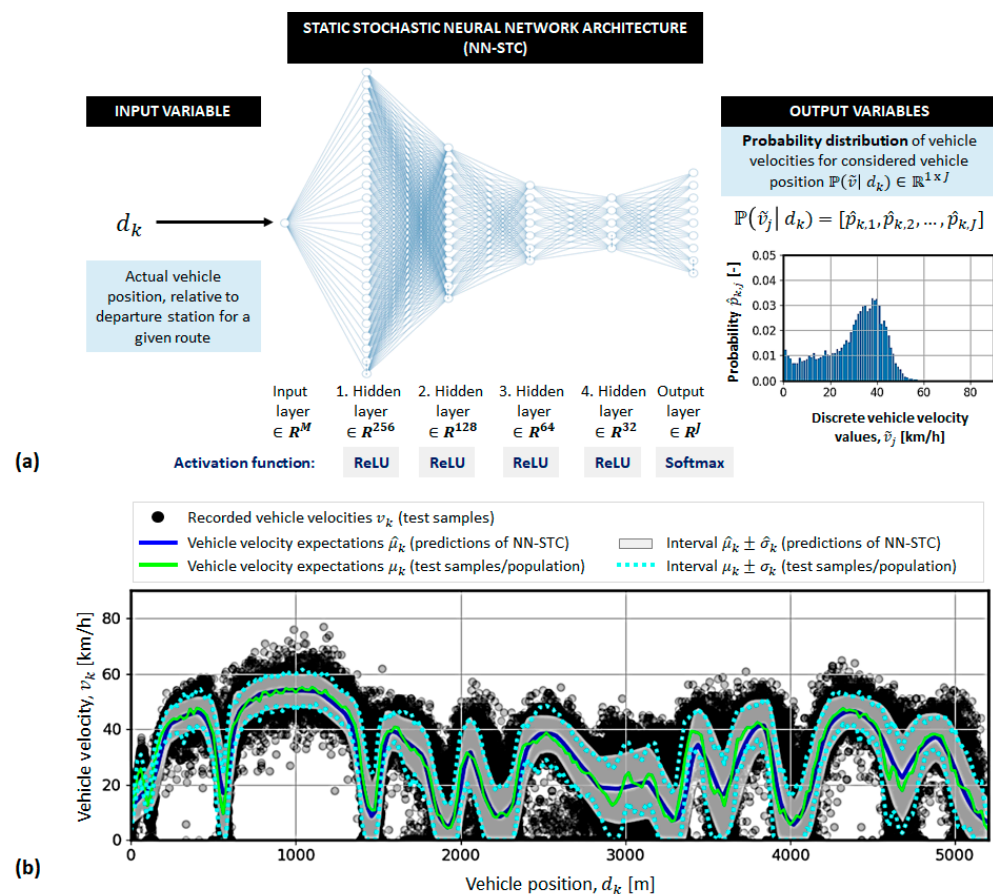 STATIC STOCHASTIC NEURAL NETWORK ARCHITECTURE
(NN-STC)
INPUT VARIABLE
d_k
Actual vehicle
position, relative to
departure station for a
given route
OUTPUT VARIABLES
Probability distribution of vehicle
velocities for considered vehicle
position ℙ(ṽ| d_k) ∈ ℝ^{1 x J}
ℙ(ṽ_j| d_k) = [p̂_{k,1}, p̂_{k,2}, …, p̂_{k,J}]
Probability p̂_{k,j} [-]
0.05
0.04
0.03
0.02
0.01
0.00
0 20 40 60 80
Discrete vehicle velocity
values, ṽ_j [km/h]
Input
layer
∈ R^M
1. Hidden
layer
∈ R^256
2. Hidden
layer
∈ R^128
3. Hidden
layer
∈ R^64
4. Hidden
layer
∈ R^32
Output
layer
∈ R^J
(a)
Activation function: ReLU ReLU ReLU ReLU Softmax
Recorded vehicle velocities v_k (test samples)
Vehicle velocity expectations μ̂_k (predictions of NN-STC)
Interval μ̂_k ± σ̂_k (predictions of NN-STC)
Vehicle velocity expectations μ_k (test samples/population)
Interval μ_k ± σ_k (test samples/population)
Vehicle velocity, v_k [km/h]
80
60
40
20
0
0 1000 2000 3000 4000 5000
(b)
Vehicle position, d_k [m]